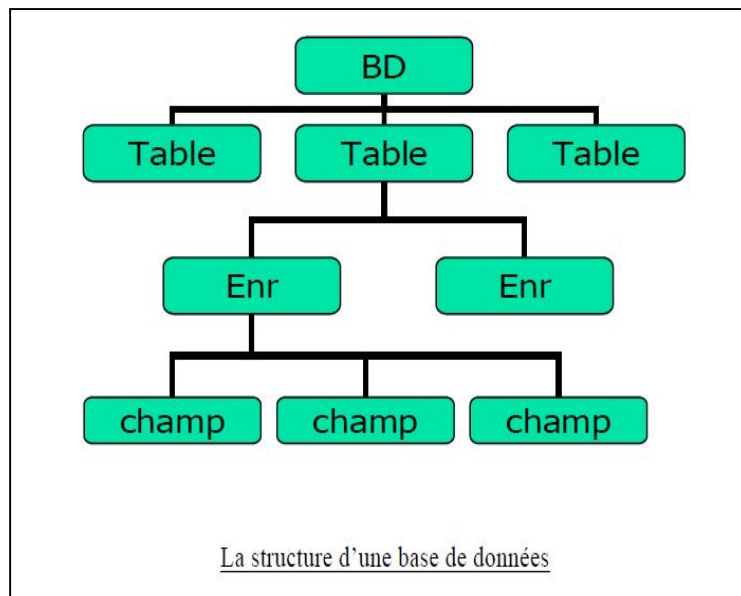 BD
Table Table Table
Enr Enr
champ champ champ
La structure d’une base de données